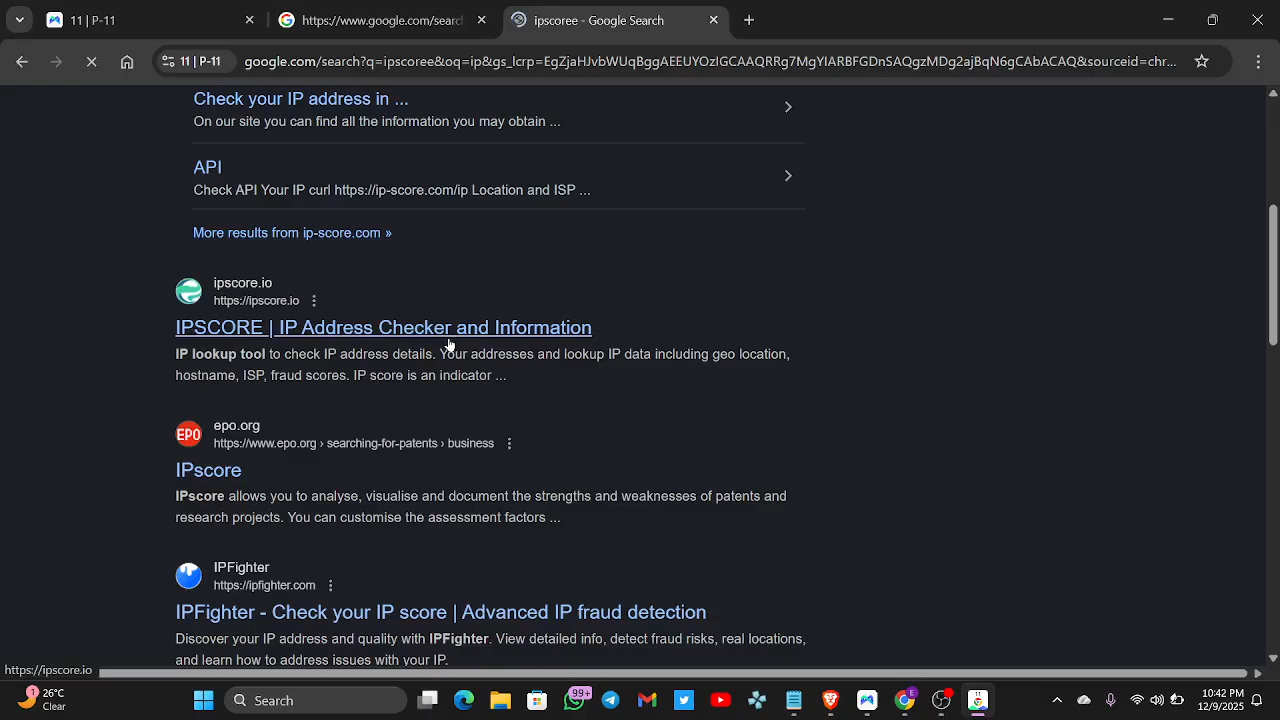 11 | P-11
https://www.google.com/searc
ipscoree - Google Search
11 | P-11
google.com/search?q=ipscoree&oq=ip&gs_lcrp=EgZjaHJvbWUqBggAEEUYOzIGCAAQRRg7MgYIARBFGDnSAQgzMDg2ajBqN6gCAbACAQ&sourceid=chr...
Check your IP address in ...
On our site you can find all the information you may obtain ...
API
Check API Your IP curl https://ip-score.com/ip Location and ISP ...
More results from ip-score.com »
ipscore.io
https://ipscore.io
IPSCORE | IP Address Checker and Information
IP lookup tool to check IP address details. Your addresses and lookup IP data including geo location,
hostname, ISP, fraud scores. IP score is an indicator ...
EPO
epo.org
https://www.epo.org › searching-for-patents › business
IPscore
IPscore allows you to analyse, visualise and document the strengths and weaknesses of patents and
research projects. You can customise the assessment factors ...
IPFighter
https://ipfighter.com
IPFighter - Check your IP score | Advanced IP fraud detection
Discover your IP address and quality with IPFighter. View detailed info, detect fraud risks, real locations,
and learn how to address issues with your IP.
https://ipscore.io
1
26°C
Clear
Search
99+
E
10:42 PM
12/9/2025